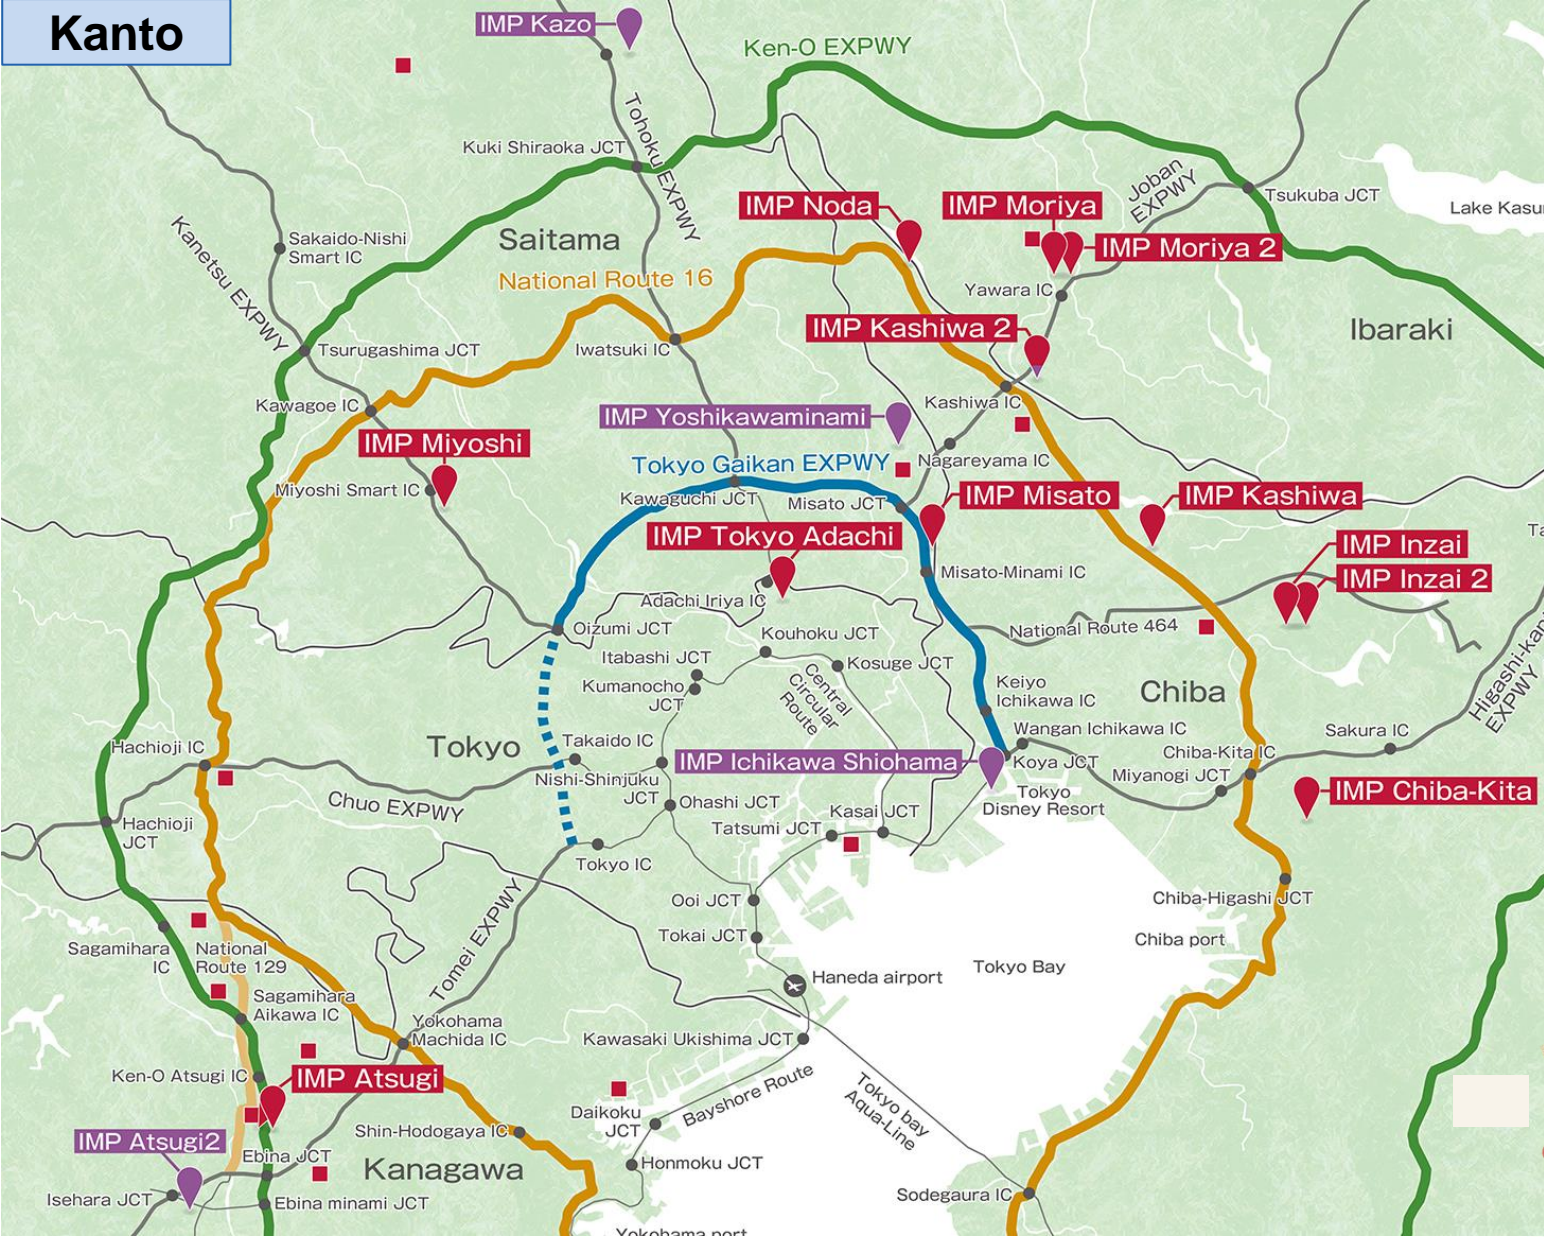 Kanto
IMP Kazo
Ken-O EXPWY
Tohoku EXPWY
Kuki Shiraoka JCT
Joban
EXPWY
Tsukuba JCT
IMP Noda
IMP Moriya
Lake Kasu
Kanetsu EXPWY
Sakaido-Nishi
Smart IC
Saitama
IMP Moriya 2
National Route 16
Yawara IC
IMP Kashiwa 2
Ibaraki
Tsurugashima JCT
Iwatsuki IC
Kawagoe IC
Kashiwa IC
IMP Yoshikawaminami
IMP Miyoshi
Tokyo Gaikan EXPWY
Nagareyama IC
Miyoshi Smart IC
Kawaguchi JCT
Misato JCT
IMP Misato
IMP Kashiwa
IMP Tokyo Adachi
Ta
IMP Inzai
Misato-Minami IC
IMP Inzai 2
Adachi Iriya IC
Oizumi JCT
Kouhoku JCT
National Route 464
Itabashi JCT
Kosuge JCT
Kumanocho
JCT
Central
Circular
Route
Keiyo
Ichikawa IC
Chiba
Higashi-kan
EXPWY
Hachioji IC
Tokyo
Takaido IC
Wangan Ichikawa IC
Sakura IC
IMP Ichikawa Shiohama
Koya JCT
Chiba-Kita IC
Nishi-Shinjuku
JCT
Miyanogi JCT
Tokyo
Disney Resort
IMP Chiba-Kita
Chuo EXPWY
Ohashi JCT
Kasai JCT
Hachioji
JCT
Tatsumi JCT
Tokyo IC
Ooi JCT
Chiba-Higashi JCT
Tomei EXPWY
Tokai JCT
Chiba port
Sagamihara
IC
National
Route 129
Haneda airport
Tokyo Bay
Sagamihara
Aikawa IC
Yokohama
Machida IC
Kawasaki Ukishima JCT
Ken-O Atsugi IC
IMP Atsugi
Bayshore Route
Tokyo bay
Aqua-Line
Daikoku
JCT
Shin-Hodogaya IC
IMP Atsugi2
Ebina JCT
Kanagawa
Honmoku JCT
Isehara JCT
Ebina minami JCT
Sodegaura IC
Yokohama port